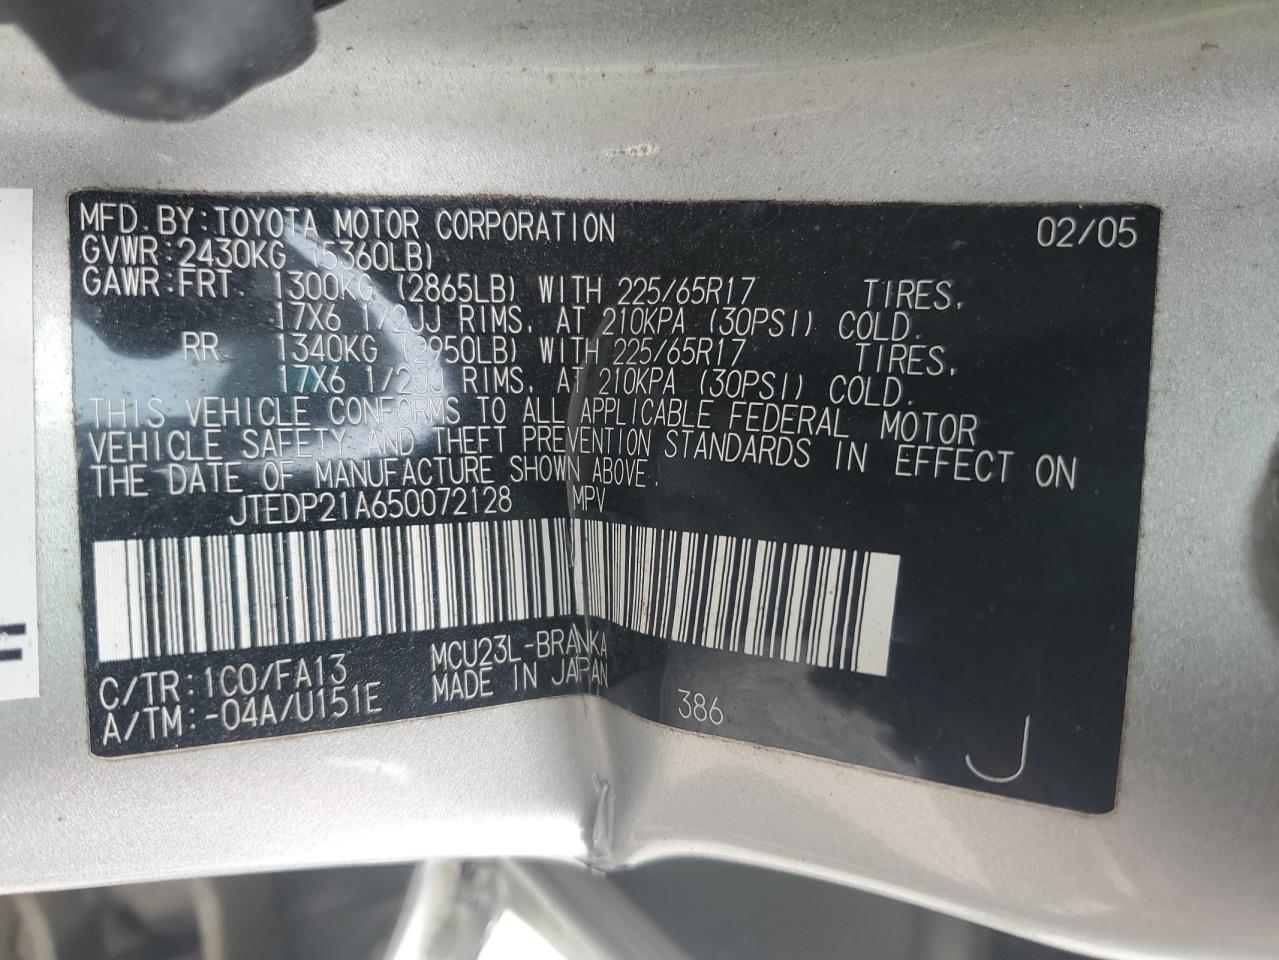 MFD. BY: TOYOTA MOTOR CORPORATION 02/05
GVWR: 2430KG (5360LB)
GAWR: FRT. 1300KG (2865LB) WITH 225/65R17 TIRES,
17X6 1/2JJ RIMS, AT 210KPA (30PSI) COLD.
RR. 1340KG (2950LB) WITH 225/65R17 TIRES,
17X6 1/2JJ RIMS, AT 210KPA (30PSI) COLD.
THIS VEHICLE CONFORMS TO ALL APPLICABLE FEDERAL MOTOR
VEHICLE SAFETY AND THEFT PREVENTION STANDARDS IN EFFECT ON
THE DATE OF MANUFACTURE SHOWN ABOVE.
JTEDP21A650072128 MPV
C/TR: 1C0/FA13 MCU23L-BRANKA
A/TM: -04A/U151E MADE IN JAPAN
386
J